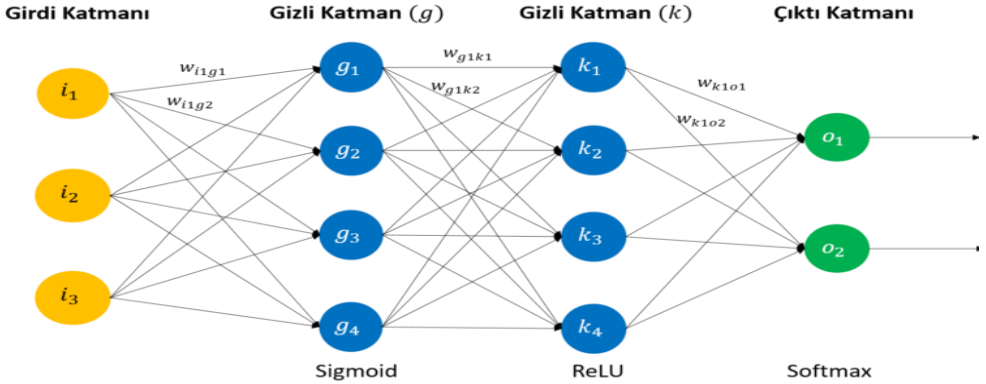 Girdi Katmanı Gizli Katman (g) Gizli Katman (k) Çıktı Katmanı
w_{i1g1} w_{g1k1}
g_1 k_1
i_1 w_{i1g2} w_{g1k2} w_{k1o1}
w_{k1o2}
g_2 k_2 o_1
i_2
g_3 k_3 o_2
i_3
g_4 k_4
Sigmoid ReLU Softmax